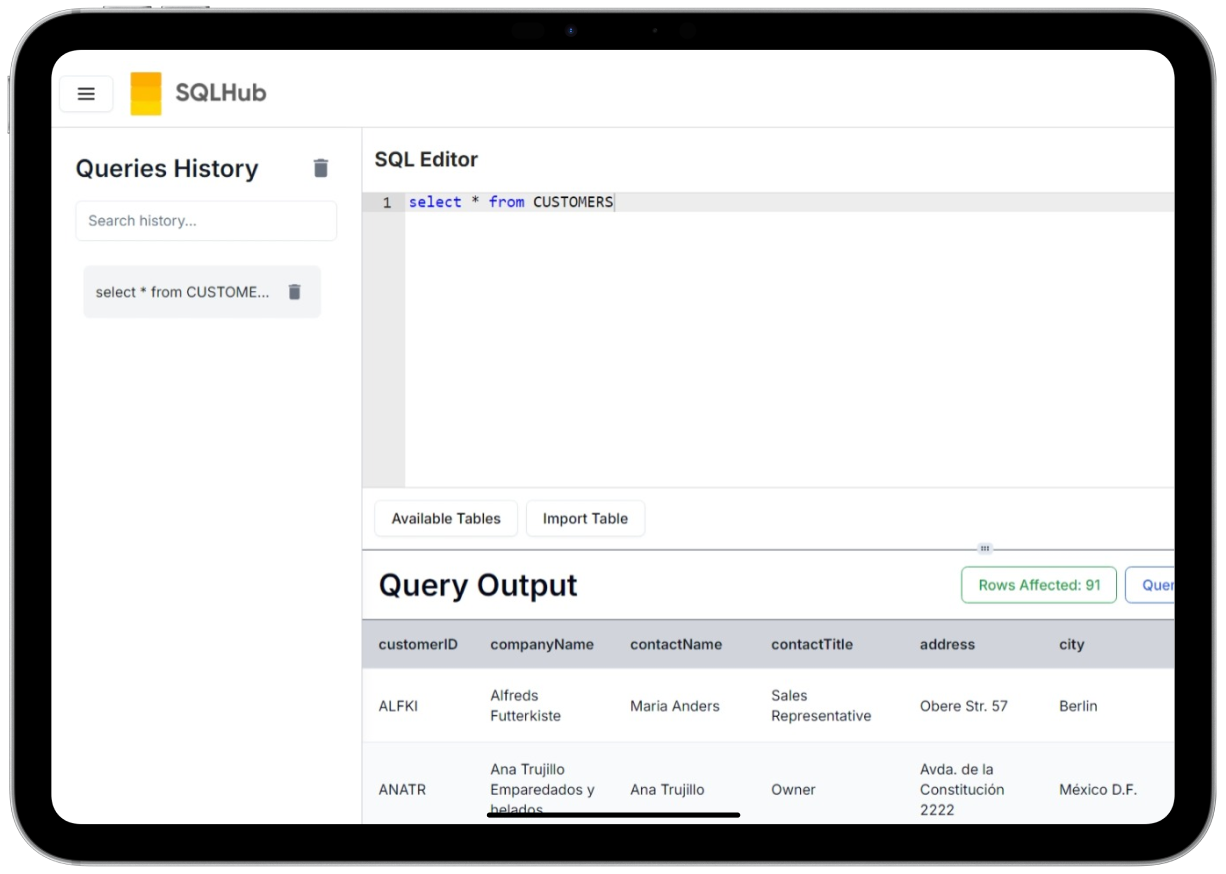 SQLHub
Queries History
Search history...
select * from CUSTOME...
SQL Editor
1 select * from CUSTOMERS
Available Tables
Import Table
Query Output
Rows Affected: 91
customerID companyName contactName contactTitle address city
ALFKI
Alfreds
Futterkiste
Maria Anders
Sales
Representative
Obere Str. 57
Berlin
ANATR
Ana Trujillo
Emparedados y
helados
Ana Trujillo
Owner
Avda. de la
Constitución
2222
México D.F.